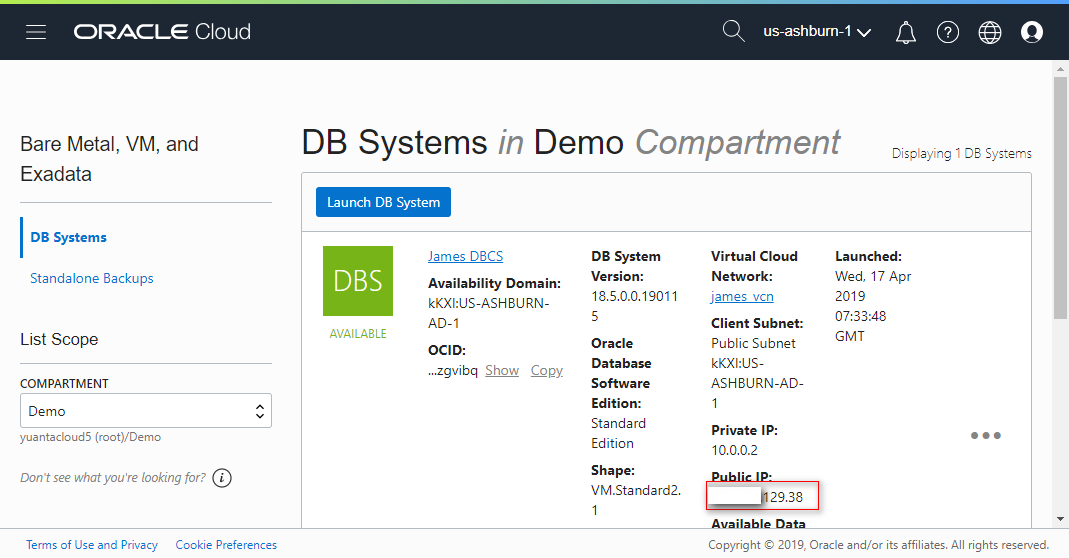 ORACLE Cloud
us-ashburn-1
Bare Metal, VM, and
Exadata
DB Systems
Standalone Backups
List Scope
COMPARTMENT
Demo
yuantacloud5 (root)/Demo
Don't see what you're looking for?
DB Systems in Demo Compartment
Displaying 1 DB Systems
Launch DB System
DBS
AVAILABLE
James DBCS
Availability Domain:
kKXI:US-ASHBURN-
AD-1
OCID:
...zgvibq Show Copy
DB System
Version:
18.5.0.0.19011
5
Oracle
Database
Software
Edition:
Standard
Edition
Shape:
VM.Standard2.
1
Virtual Cloud
Network:
james_vcn
Client Subnet:
Public Subnet
kKXI:US-
ASHBURN-AD-
1
Private IP:
10.0.0.2
Public IP:
129.38
Available Data
Launched:
Wed, 17 Apr
2019
07:33:48
GMT
Terms of Use and Privacy Cookie Preferences
Copyright © 2019, Oracle and/or its affiliates. All rights reserved.